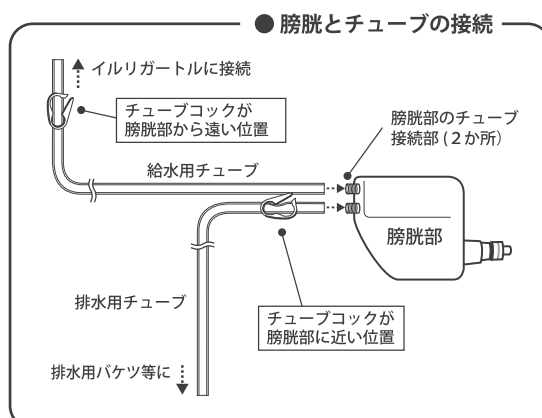 ● 膀胱とチューブの接続
イルリガートルに接続
チューブコックが
膀胱部から遠い位置
膀胱部のチューブ
接続部(2か所)
給水用チューブ
膀胱部
排水用チューブ
チューブコックが
膀胱部に近い位置
排水用バケツ等に